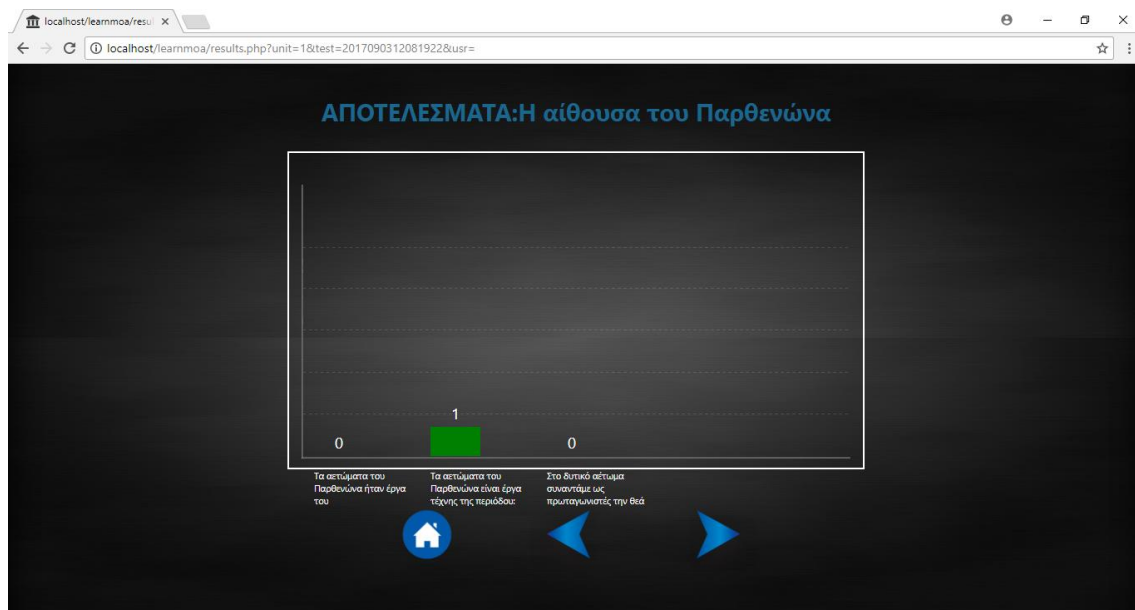 localhost/learnmoa/resul
localhost/learnmoa/results.php?unit=1&test=2017090312081922&usr=
ΑΠΟΤΕΛΕΣΜΑΤΑ:Η αίθουσα του Παρθενώνα
1
0
0
Τα αετώματα του
Παρθενώνα ήταν έργα
του
Τα αετώματα του
Παρθενώνα είναι έργα
τέχνης της περιόδου:
Στο δυτικό αέτωμα
συναντάμε ως
πρωταγωνιστές την θεά